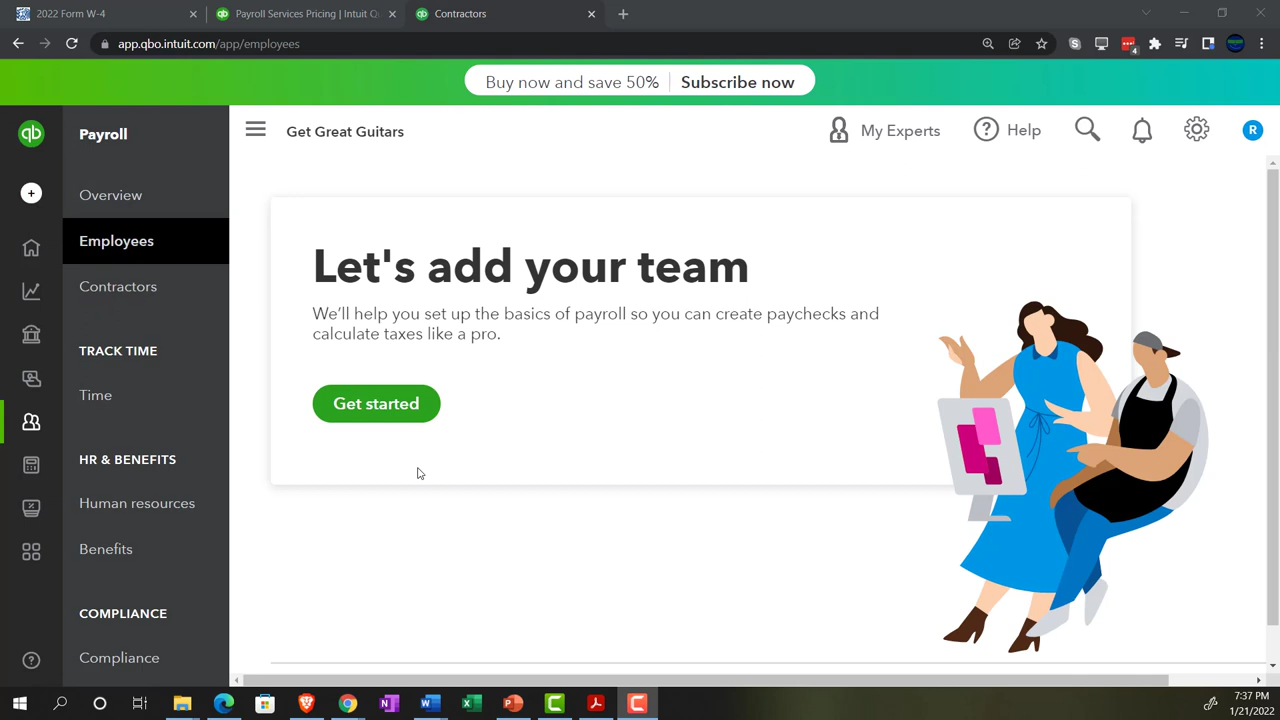 2022 Form W-4
Payroll Services Pricing | Intuit Qu
Contractors
app.qbo.intuit.com/app/employees
4
Buy now and save 50% Subscribe now
qb
Payroll
Get Great Guitars
My Experts
Help
R
Overview
Employees
Contractors
TRACK TIME
Time
HR & BENEFITS
Human resources
Benefits
COMPLIANCE
Compliance
Let's add your team
We'll help you set up the basics of payroll so you can create paychecks and
calculate taxes like a pro.
Get started
7:37 PM
1/21/2022